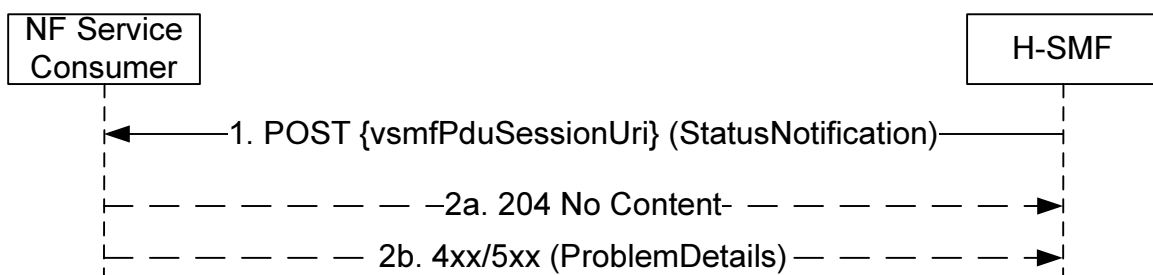 NF Service
Consumer
H-SMF
1. POST {vsmfPduSessionUri} (StatusNotification)
2a. 204 No Content
2b. 4xx/5xx (ProblemDetails)